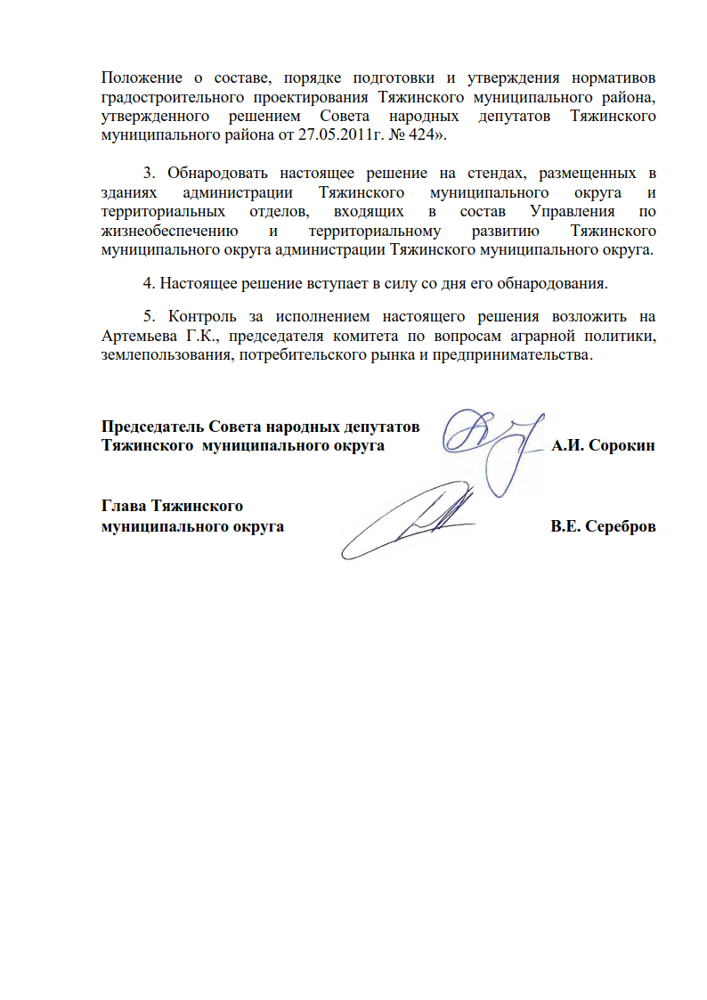 Положение о составе, порядке подготовки и утверждения нормативов
градостроительного проектирования Тяжинского муниципального района,
утвержденного решением Совета народных депутатов Тяжинского
муниципального района от 27.05.2011г. № 424».
3. Обнародовать настоящее решение на стендах, размещенных в
зданиях администрации Тяжинского муниципального округа и
территориальных отделов, входящих в состав Управления по
жизнеобеспечению и территориальному развитию Тяжинского
муниципального округа администрации Тяжинского муниципального округа.
4. Настоящее решение вступает в силу со дня его обнародования.
5. Контроль за исполнением настоящего решения возложить на
Артемьева Г.К., председателя комитета по вопросам аграрной политики,
землепользования, потребительского рынка и предпринимательства.
Председатель Совета народных депутатов
Тяжинского муниципального округа А.И. Сорокин
Глава Тяжинского
муниципального округа В.Е. Серебров